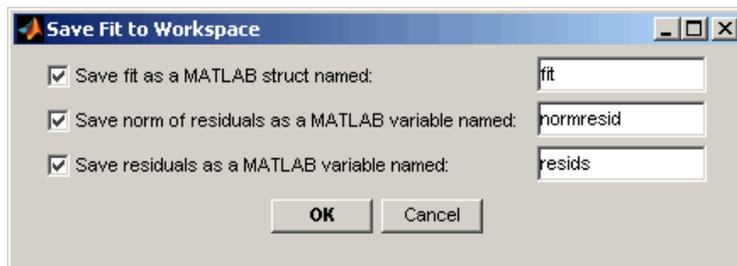 Save Fit to Workspace
Save fit as a MATLAB struct named: fit
Save norm of residuals as a MATLAB variable named: normresid
Save residuals as a MATLAB variable named: resids
OK Cancel